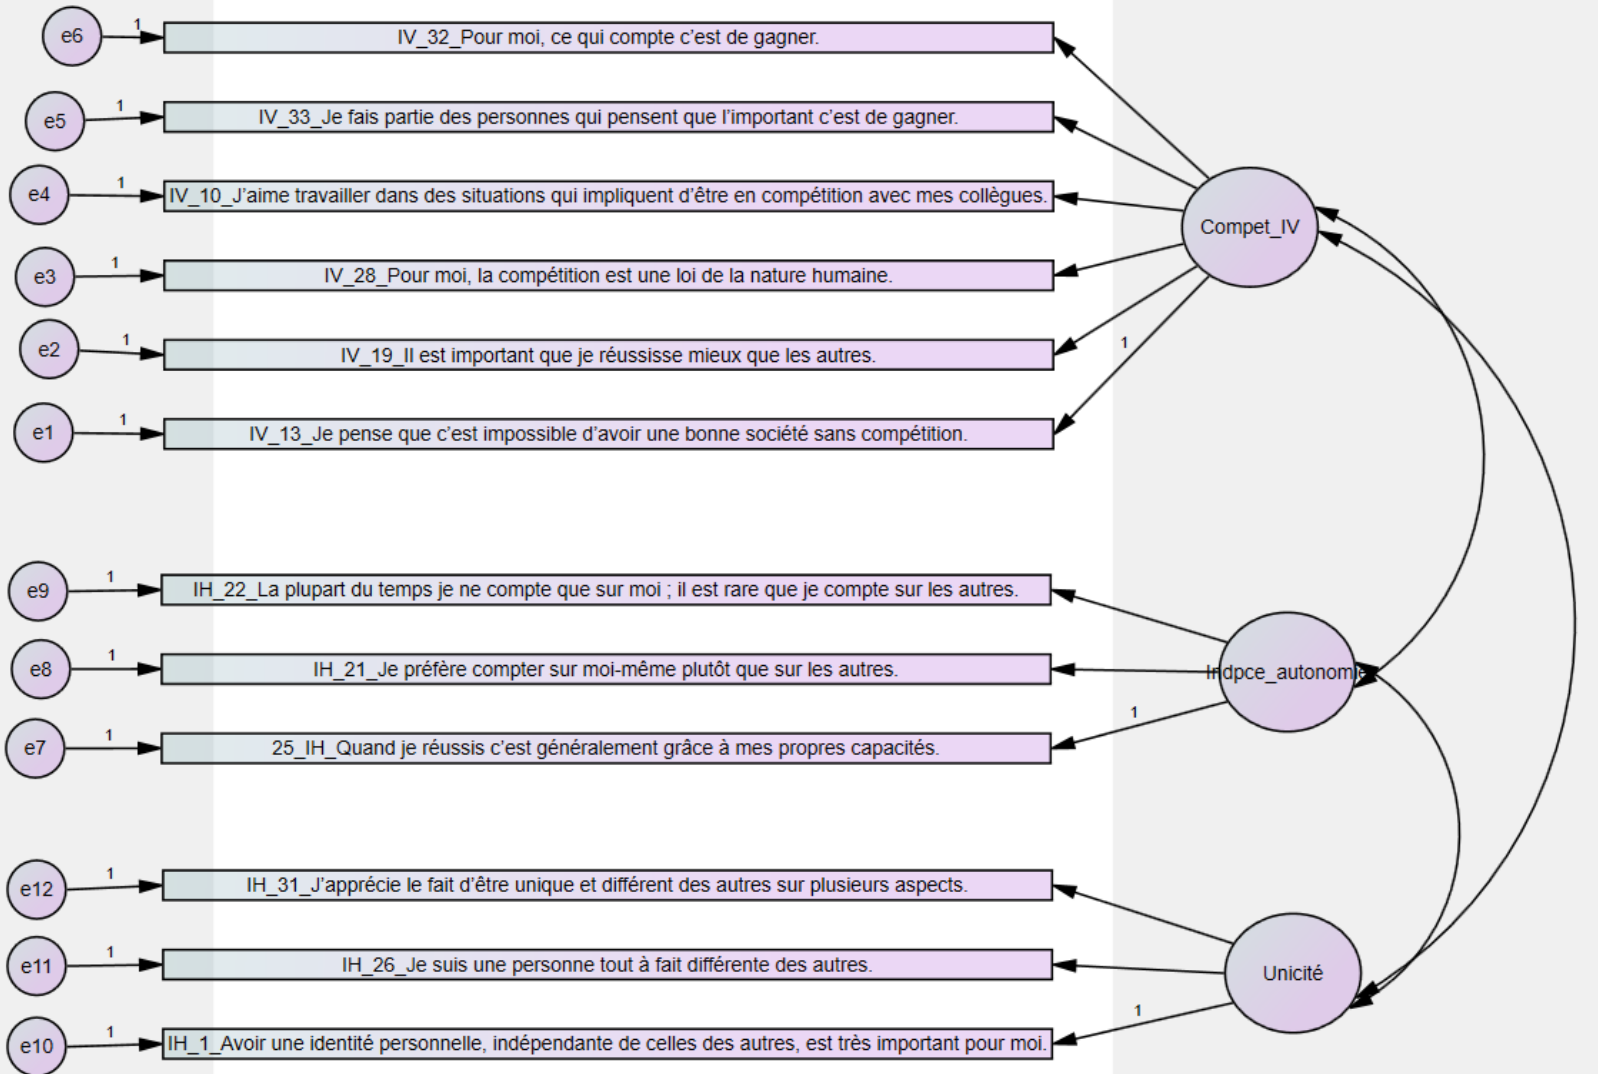 e6
1
IV_32_Pour moi, ce qui compte c’est de gagner.
e5
1
IV_33_Je fais partie des personnes qui pensent que l’important c’est de gagner.
e4
1
IV_10_J’aime travailler dans des situations qui impliquent d’être en compétition avec mes collègues.
Compet_IV
e3
1
IV_28_Pour moi, la compétition est une loi de la nature humaine.
e2
1
IV_19_Il est important que je réussisse mieux que les autres.
1
e1
1
IV_13_Je pense que c’est impossible d’avoir une bonne société sans compétition.
e9
1
IH_22_La plupart du temps je ne compte que sur moi ; il est rare que je compte sur les autres.
e8
1
IH_21_Je préfère compter sur moi-même plutôt que sur les autres.
Indpce_autonomie
1
e7
1
25_IH_Quand je réussis c’est généralement grâce à mes propres capacités.
e12
1
IH_31_J’apprécie le fait d’être unique et différent des autres sur plusieurs aspects.
e11
1
IH_26_Je suis une personne tout à fait différente des autres.
Unicité
1
e10
1
IH_1_Avoir une identité personnelle, indépendante de celles des autres, est très important pour moi.